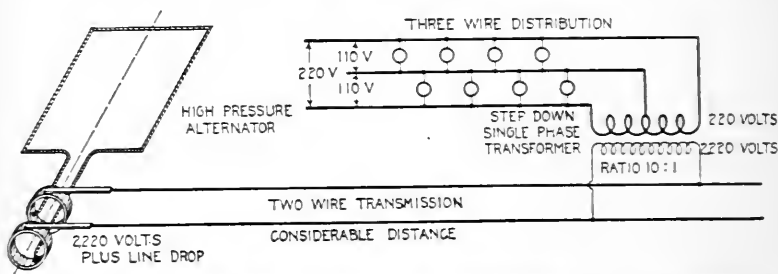 THREE WIRE DISTRIBUTION
110 V
220 V
110 V
HIGH PRESSURE
ALTERNATOR
STEP DOWN
SINGLE PHASE
TRANSFORMER
220 VOLTS
2220 VOLTS
RATIO 10:1
TWO WIRE TRANSMISSION
CONSIDERABLE DISTANCE
2220 VOLTS
PLUS LINE DROP